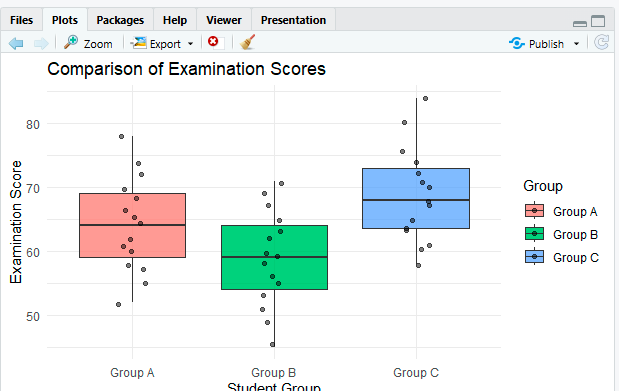 Files Plots Packages Help Viewer Presentation
Zoom Export Publish
Comparison of Examination Scores
Examination Score
80
70
60
50
Group A Group B Group C
Student Group
Group
Group A
Group B
Group C